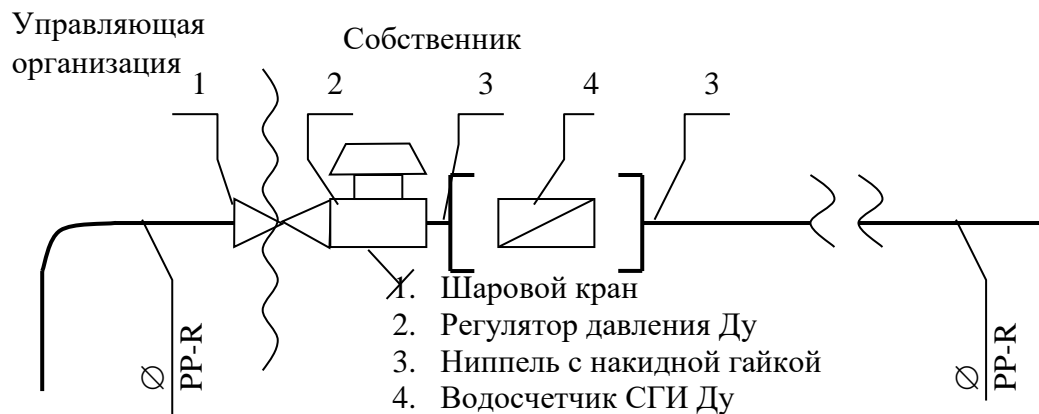 Управляющая
организация
Собственник
1 2 3 4 3
1. Шаровой кран
2. Регулятор давления Ду
3. Ниппель с накидной гайкой
4. Водосчетчик СГИ Ду
∅
PP-R
∅
PP-R